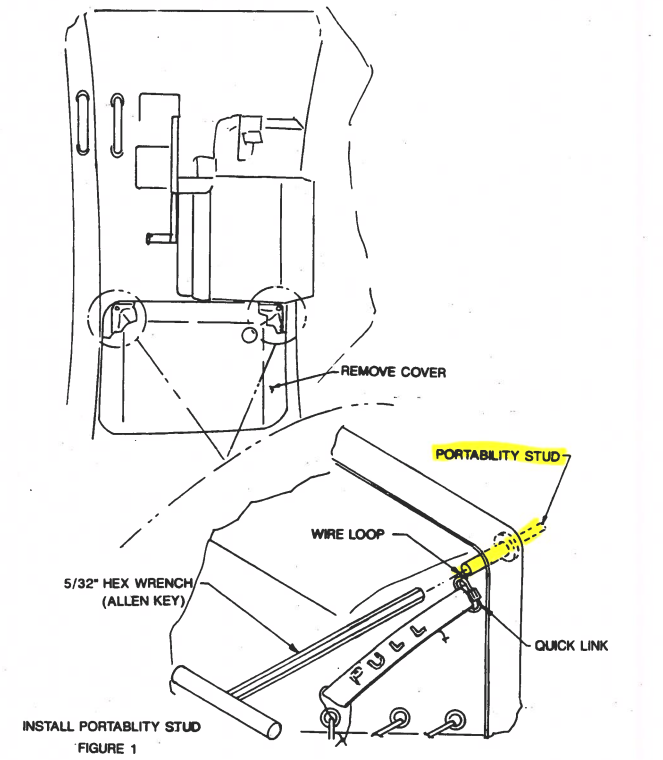 REMOVE COVER
PORTABILITY STUD
WIRE LOOP
5/32" HEX WRENCH
(ALLEN KEY)
PULL
QUICK LINK
INSTALL PORTABLITY STUD
FIGURE 1